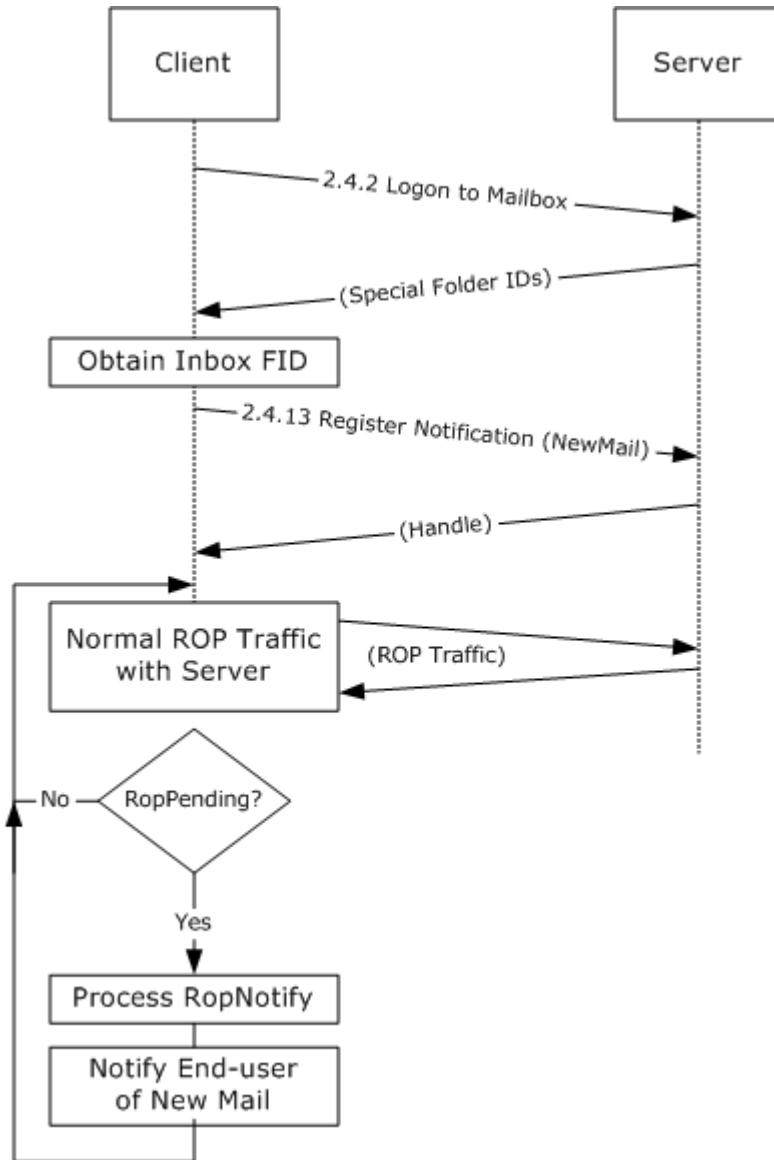 Client
Server
2.4.2 Logon to Mailbox
(Special Folder IDs)
Obtain Inbox FID
2.4.13 Register Notification (NewMail)
(Handle)
Normal ROP Traffic
with Server
(ROP Traffic)
RopPending?
No
Yes
Process RopNotify
Notify End-user
of New Mail